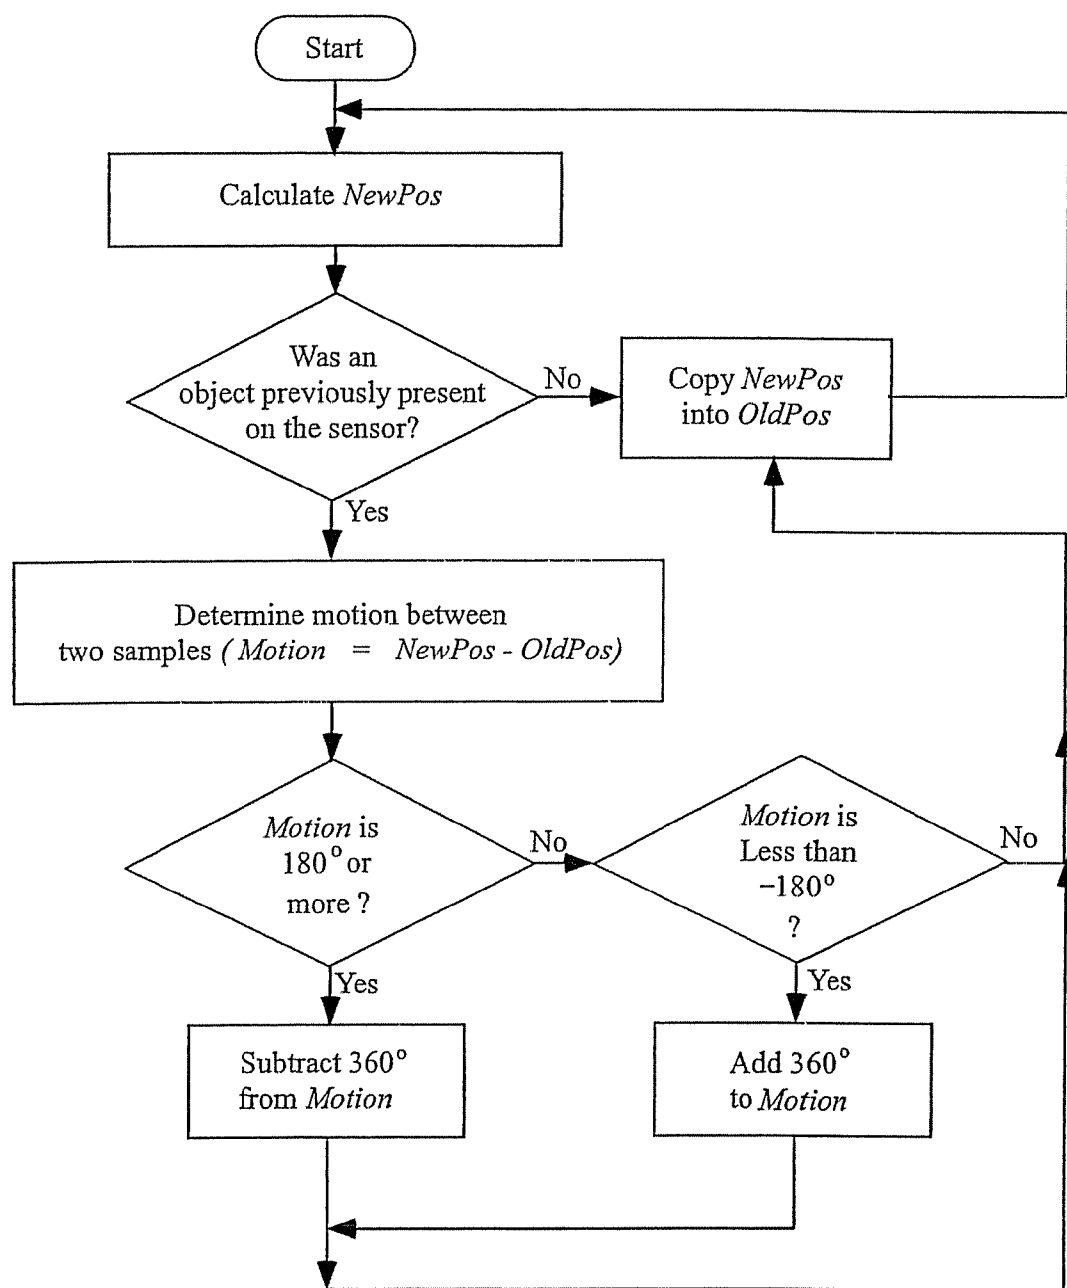 Start
Calculate NewPos
Was an
object previously present
on the sensor?
No
Copy NewPos
into OldPos
Yes
Determine motion between
two samples ( Motion = NewPos - OldPos)
Motion is
180° or
more ?
No
Motion is
Less than
−180°
?
No
Yes
Yes
Subtract 360°
from Motion
Add 360°
to Motion